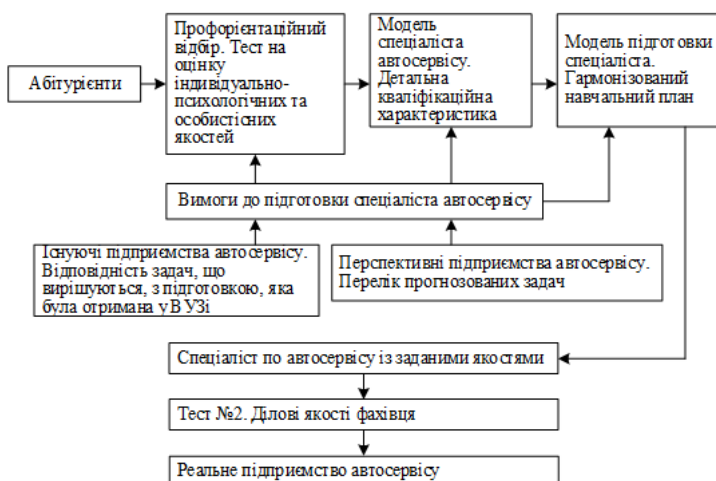 Абітурієнти
Профорієнтаційний
відбір. Тест на
оцінку
індивідуально-
психологічних та
особистісних
якостей
Модель
спеціаліста
автосервісу.
Детальна
кваліфікаційна
характеристика
Модель підготовки
спеціаліста.
Гармонізований
навчальний план
Вимоги до підготовки спеціаліста автосервісу
Існуючі підприємства автосервісу.
Відповідність задач, що
вирішуються, з підготовкою, яка
була отримана у ВУЗі
Перспективні підприємства автосервісу.
Перелік прогнозованих задач
Спеціаліст по автосервісу із заданими якостями
Тест №2. Ділові якості фахівця
Реальне підприємство автосервісу